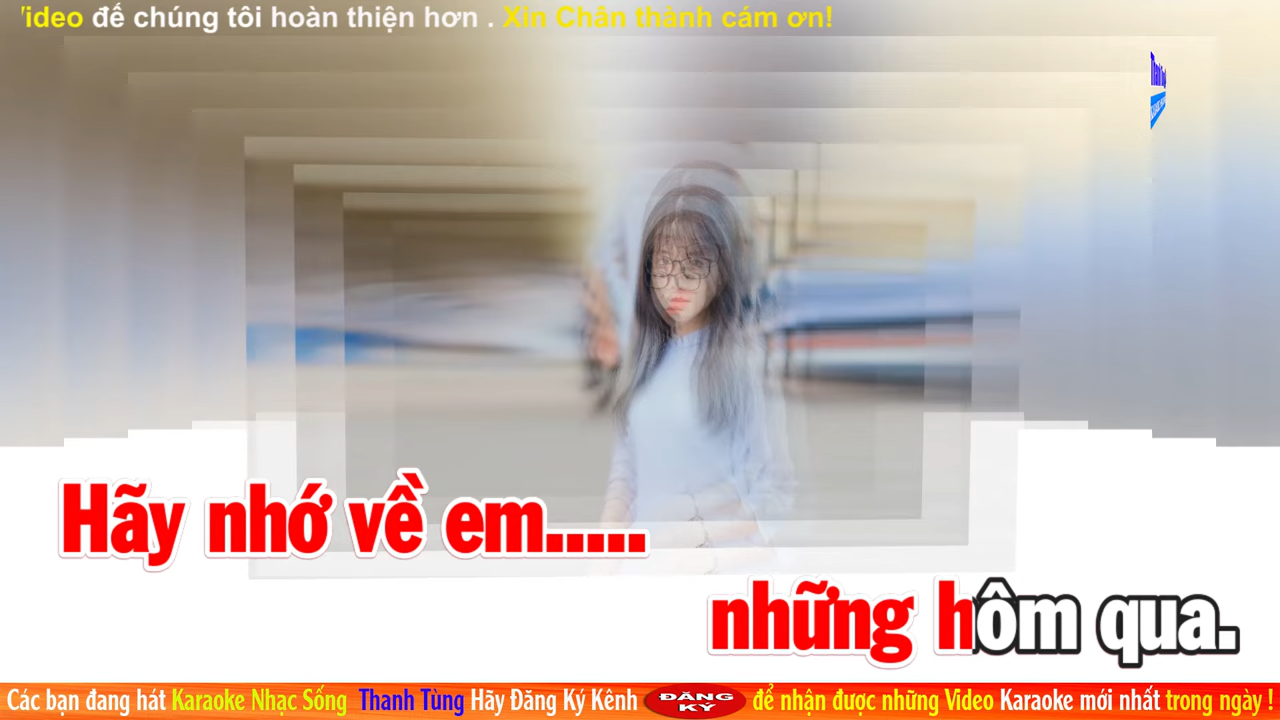 Video để chúng tôi hoàn thiện hơn . Xin Chân thành cám ơn!
Hãy nhớ về em.....
những hôm qua.
Các bạn đang hát Karaoke Nhạc Sống Thanh Tùng Hãy Đăng Ký Kênh ĐĂNG KÝ để nhận được những Video Karaoke mới nhất trong ngày !